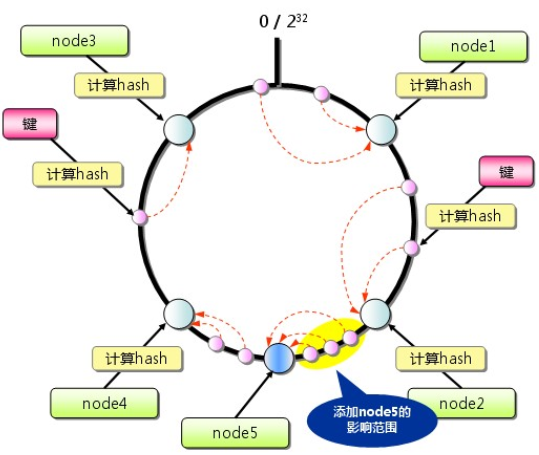 0 / 2³²
node3
node1
计算hash
计算hash
键
键
计算hash
计算hash
计算hash
计算hash
node4
node2
添加node5的
影响范围
node5